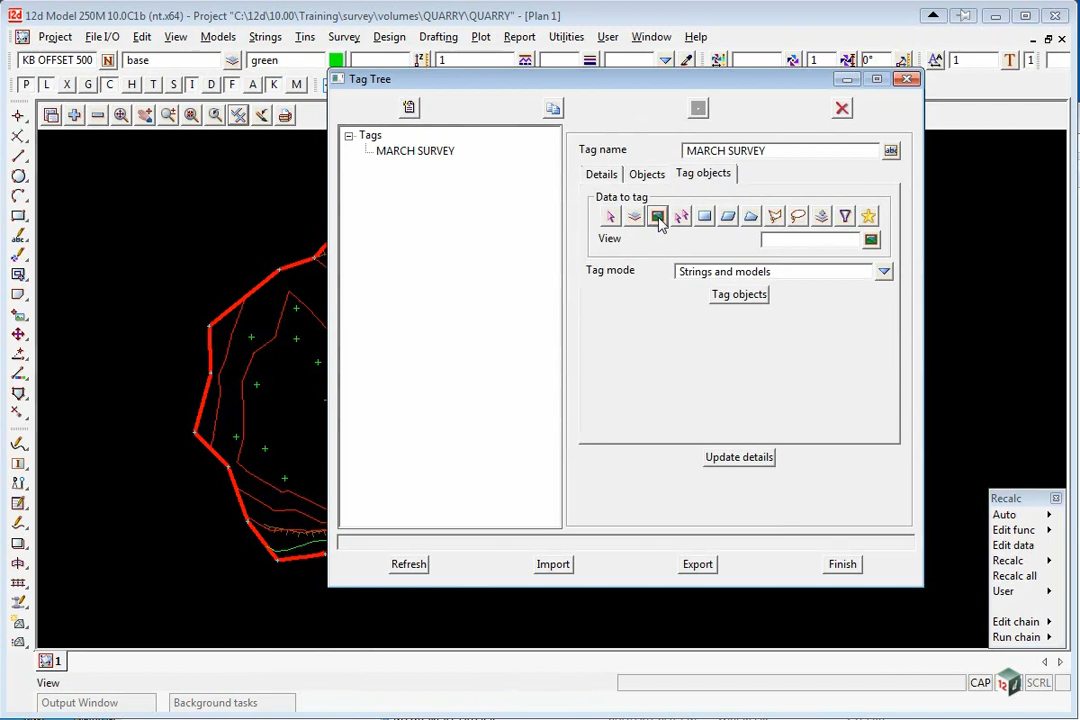 12d Model 250M 10.0C1b (nt.x64) - Project "C:\12d\10.00\Training\survey\volumes\QUARRY\QUARRY" - [Plan 1]
Project File I/O Edit View Models Strings Tins Survey Design Drafting Plot Report Utilities User Window Help
KB OFFSET 500 N base green 1 1 0° 1 T 1
P L X G C H T S I D F A K M
Tag Tree
Tags
MARCH SURVEY
Tag name MARCH SURVEY
Details Objects Tag objects
Data to tag
View
Tag mode Strings and models
Tag objects
Update details
Refresh Import Export Finish
Recalc
Auto
Edit func
Edit data
Recalc
Recalc all
User
Edit chain
Run chain
1
View
CAP 12 SCRL
Output Window Background tasks